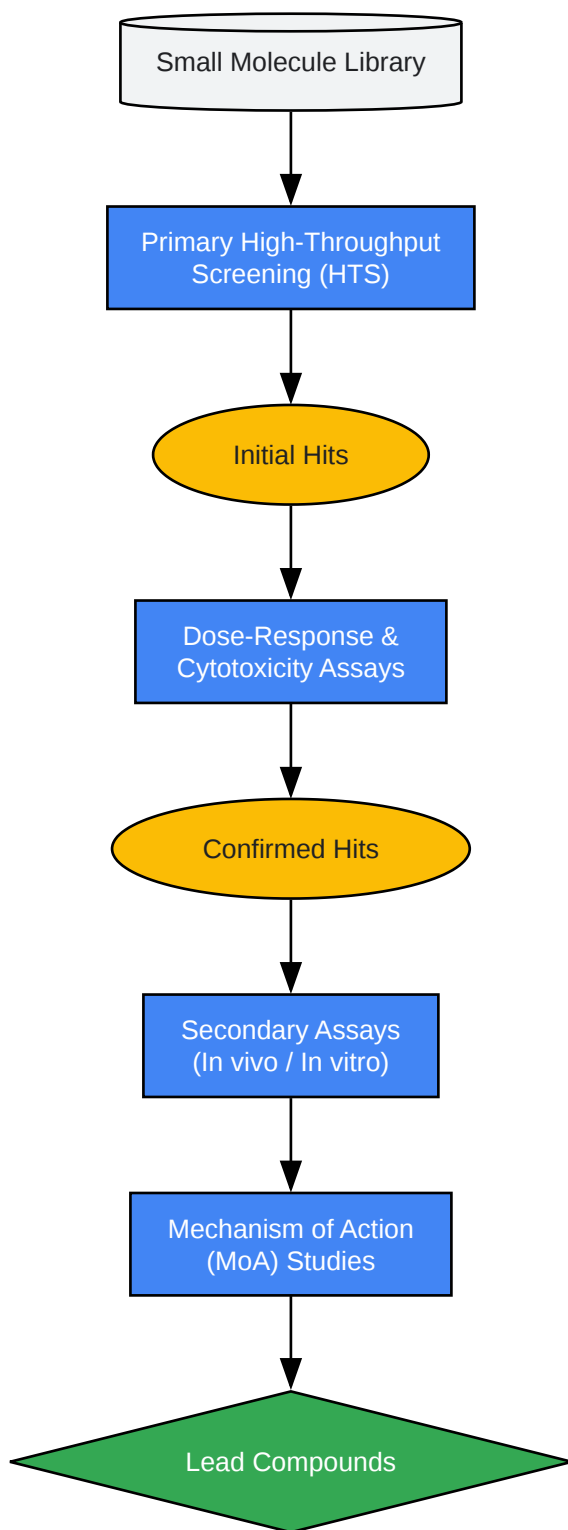 Small Molecule Library
Primary High-Throughput
Screening (HTS)
Initial Hits
Dose-Response &
Cytotoxicity Assays
Confirmed Hits
Secondary Assays
(In vivo / In vitro)
Mechanism of Action
(MoA) Studies
Lead Compounds